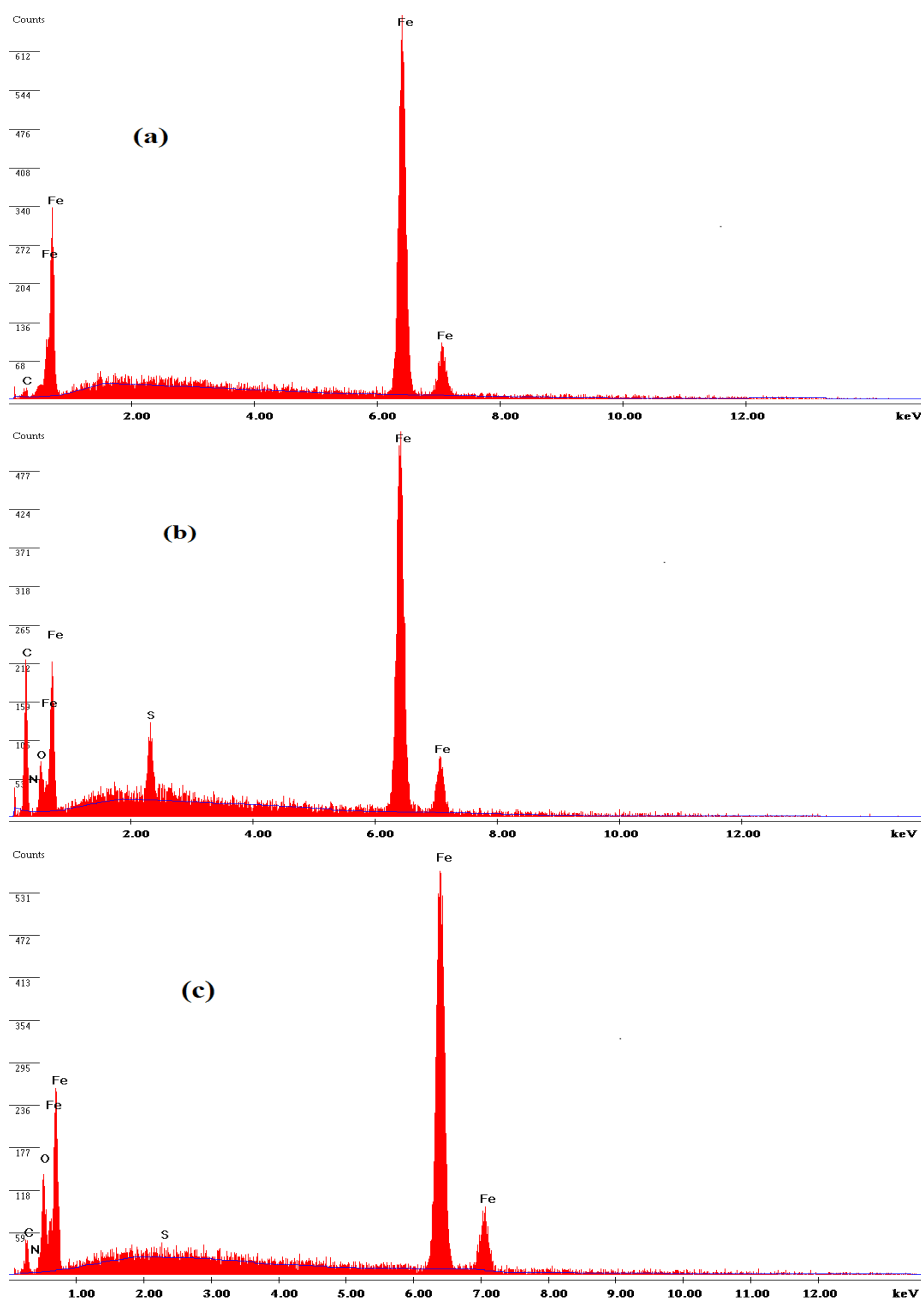 Counts
Fe
612
544
476
(a)
408
340
Fe
272
Fe
204
136
Fe
68
C
2.00 4.00 6.00 8.00 10.00 12.00 keV
Counts
Fe
477
424
(b)
371
318
265
Fe
C
212
159
Fe
S
106
Fe
O
53
N
2.00 4.00 6.00 8.00 10.00 12.00 keV
Counts
Fe
531
472
413
(c)
354
295
Fe
236
Fe
177
O
118
Fe
59
C
S
N
1.00 2.00 3.00 4.00 5.00 6.00 7.00 8.00 9.00 10.00 11.00 12.00 keV